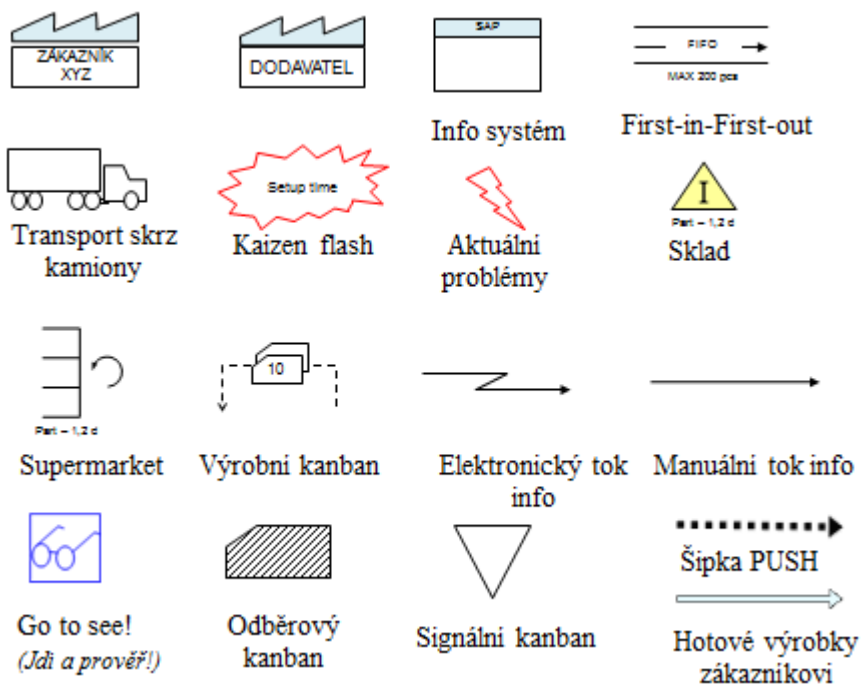 ZÁKAZNÍK
XYZ
DODAVATEL
SAP
FIFO
MAX 200 pcs
Info systém
First-in-First-out
Setup time
I
Part – 1,2 d
Transport skrz
kamiony
Kaizen flash
Aktuální
problémy
Sklad
10
Part – 1,2 d
Supermarket
Výrobní kanban
Elektronický tok
info
Manuální tok info
Šipka PUSH
Go to see!
(Jdi a prověř!)
Odběrový
kanban
Signální kanban
Hotové výrobky
zákazníkovi